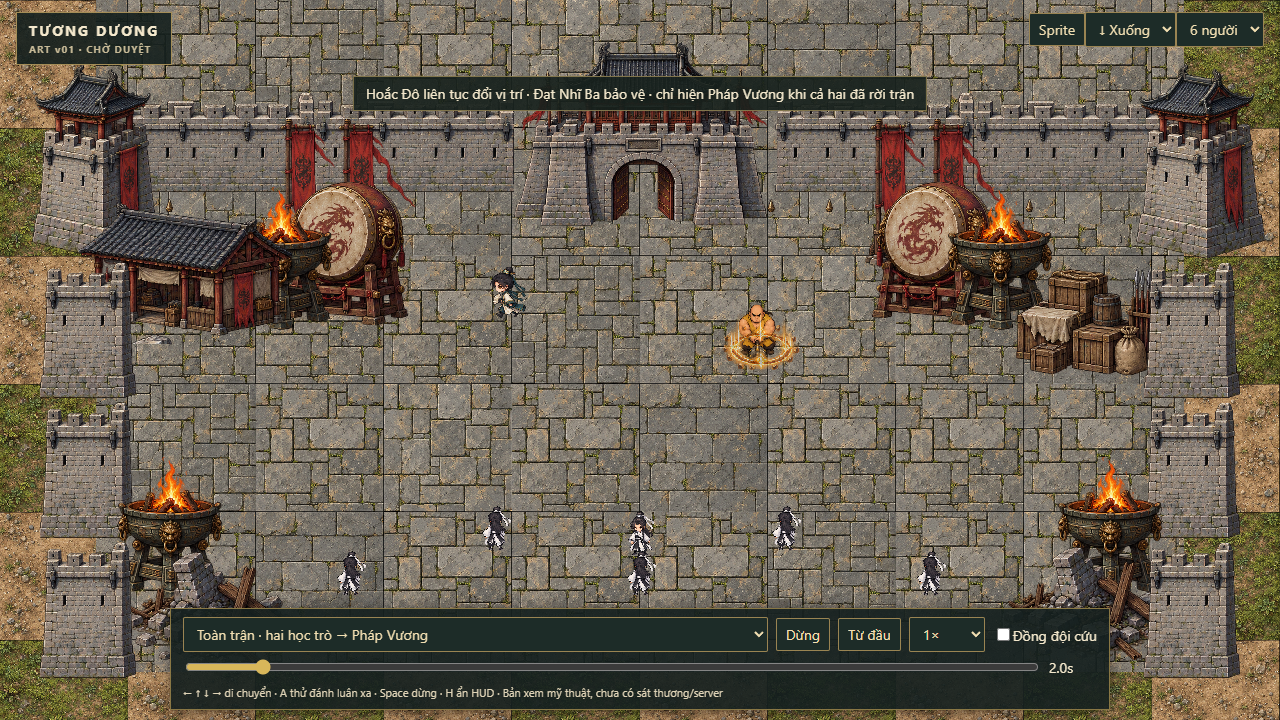 TƯƠNG DƯƠNG
ART v01 · CHỜ DUYỆT
Sprite
↓ Xuống
6 người
Hoắc Đô liên tục đổi vị trí · Đạt Nhĩ Ba bảo vệ · chỉ hiện Pháp Vương khi cả hai đã rời trận
Toàn trận · hai học trò → Pháp Vương
Dừng
Từ đầu
1×
Đồng đội cứu
2.0s
← ↑ ↓ → di chuyển · A thử đánh luân xa · Space dừng · H ẩn HUD · Bản xem mỹ thuật, chưa có sát thương/server